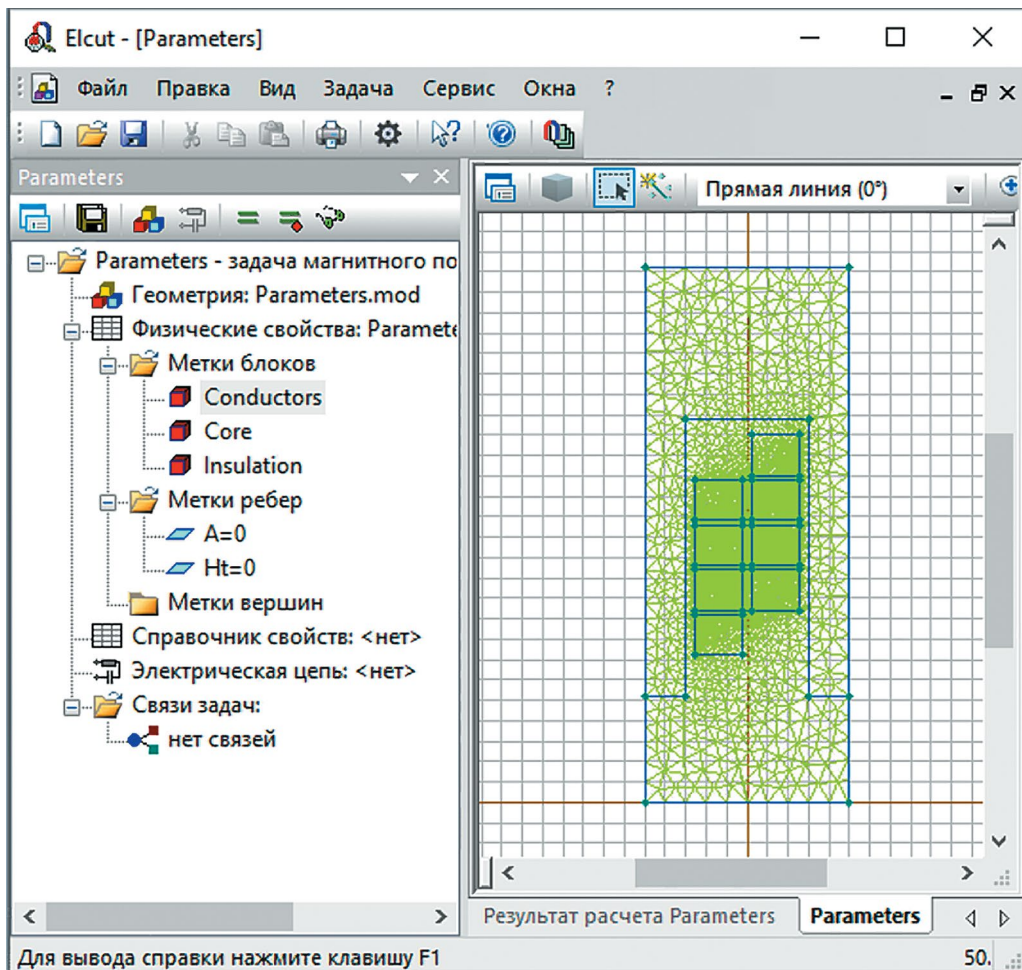 Elcut - [Parameters]
Файл Правка Вид Задача Сервис Окна ?
Parameters
Прямая линия (0°)
Parameters - задача магнитного по
Геометрия: Parameters.mod
Физические свойства: Paramete
Метки блоков
Conductors
Core
Insulation
Метки ребер
A=0
Ht=0
Метки вершин
Справочник свойств: <нет>
Электрическая цепь: <нет>
Связи задач:
нет связей
Результат расчета Parameters Parameters
Для вывода справки нажмите клавишу F1 50.